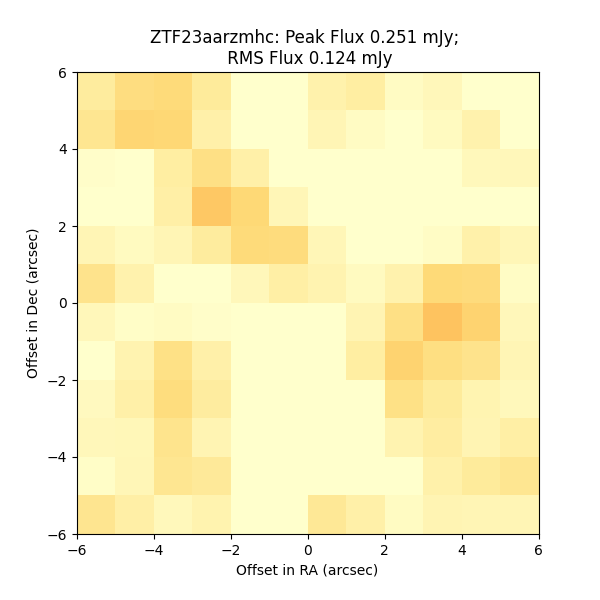 ZTF23aarzmhc: Peak Flux 0.251 mJy;
RMS Flux 0.124 mJy
6
4
2
0
−2
−4
−6
Offset in Dec (arcsec)
−6 −4 −2 0 2 4 6
Offset in RA (arcsec)